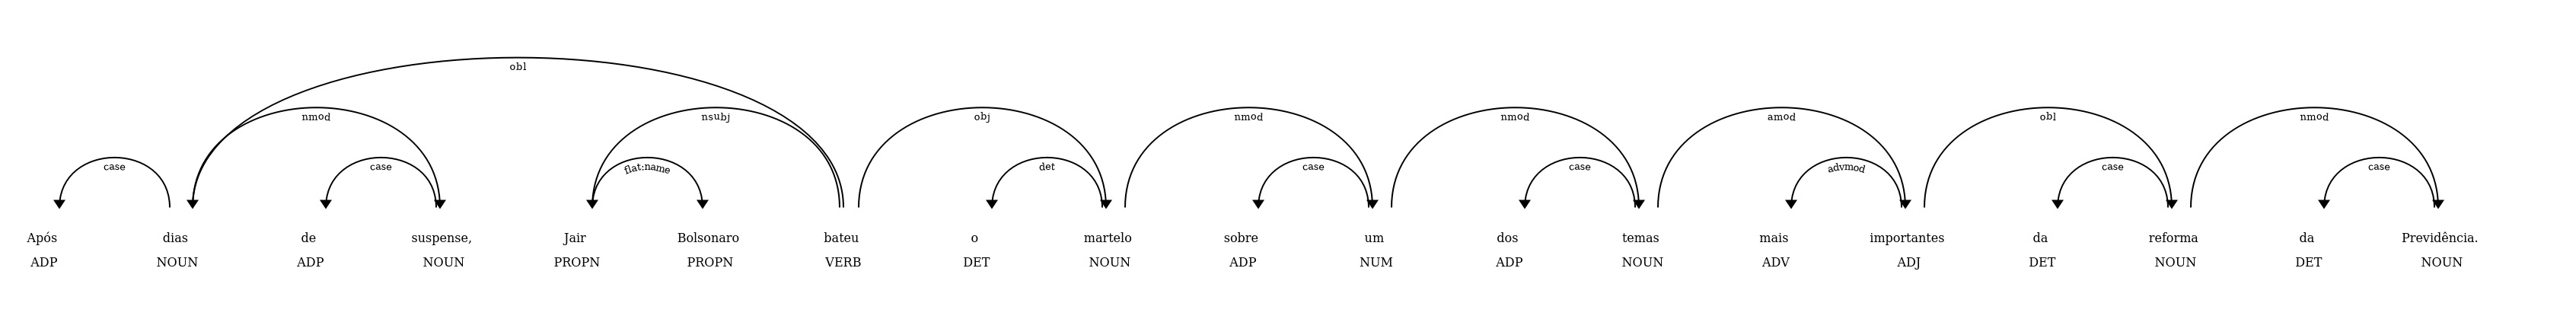 obl
nmod nsubj obj nmod nmod amod obl nmod
case case flat:name det case case advmod case case
Após dias de suspense, Jair Bolsonaro bateu o martelo sobre um dos temas mais importantes da reforma da Previdência.
ADP NOUN ADP NOUN PROPN PROPN VERB DET NOUN ADP NUM ADP NOUN ADV ADJ DET NOUN DET NOUN